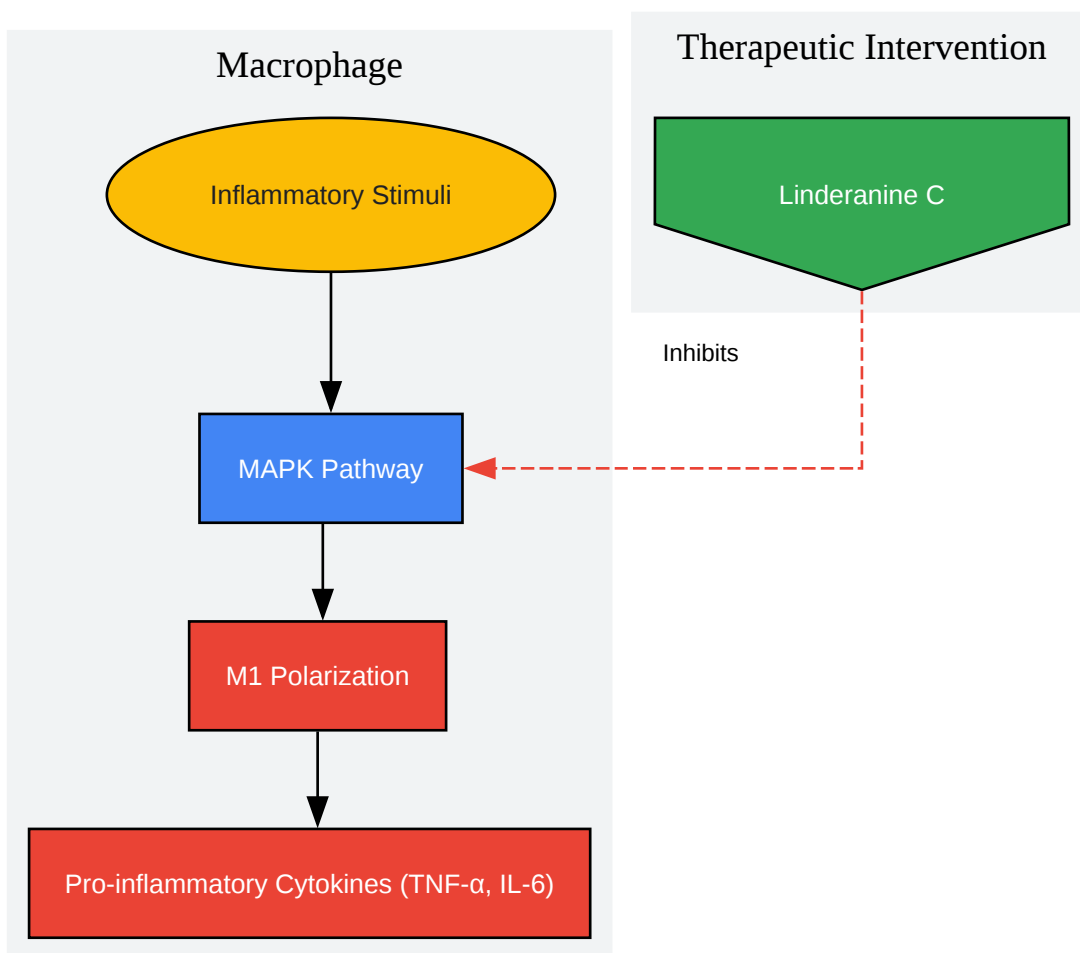 Macrophage
Therapeutic Intervention
Inflammatory Stimuli
Linderanine C
Inhibits
MAPK Pathway
M1 Polarization
Pro-inflammatory Cytokines (TNF-α, IL-6)